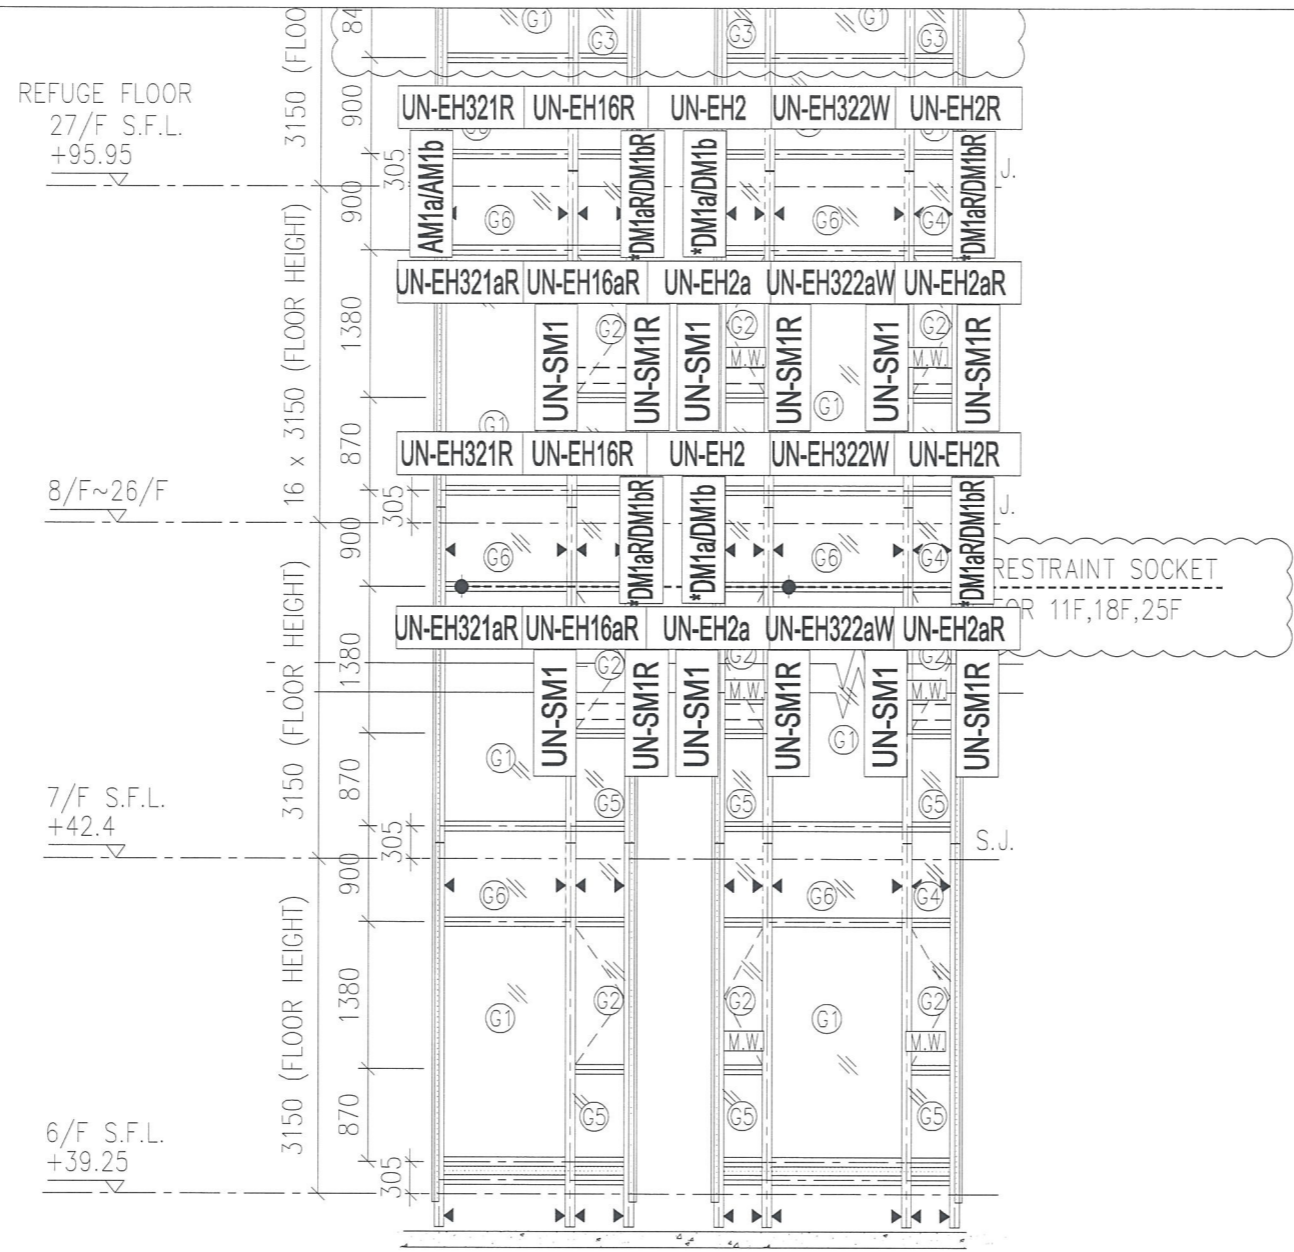 3150 (FLOO
84
G1
G3
G3
G1
G3
REFUGE FLOOR
27/F S.F.L.
+95.95
900
UN-EH321R UN-EH16R UN-EH2 UN-EH322W UN-EH2R
305
J.
AM1a/AM1b
*DM1aR/DM1bR
*DM1a/DM1b
*DM1aR/DM1bR
900
G6
G6
G4
UN-EH321aR UN-EH16aR UN-EH2a UN-EH322aW UN-EH2aR
16 x 3150 (FLOOR HEIGHT)
1380
UN-SM1
G2
UN-SM1R
UN-SM1
G2
M.W.
UN-SM1R
G1
UN-SM1
G2
M.W.
UN-SM1R
G1
870
UN-EH321R UN-EH16R UN-EH2 UN-EH322W UN-EH2R
8/F~26/F
305
J.
*DM1aR/DM1bR
*DM1a/DM1b
*DM1aR/DM1bR
900
G6
G6
G4
RESTRAINT SOCKET
OR 11F,18F,25F
UN-EH321aR UN-EH16aR UN-EH2a UN-EH322aW UN-EH2aR
3150 (FLOOR HEIGHT)
1380
UN-SM1
G2
UN-SM1R
UN-SM1
G2
M.W.
UN-SM1R
G1
UN-SM1
G2
M.W.
UN-SM1R
G1
870
G5
G5
G5
7/F S.F.L.
+42.4
305
S.J.
900
G6
G6
G4
3150 (FLOOR HEIGHT)
1380
G1
G2
G2
M.W.
G1
G2
M.W.
870
G5
G5
G5
6/F S.F.L.
+39.25
305